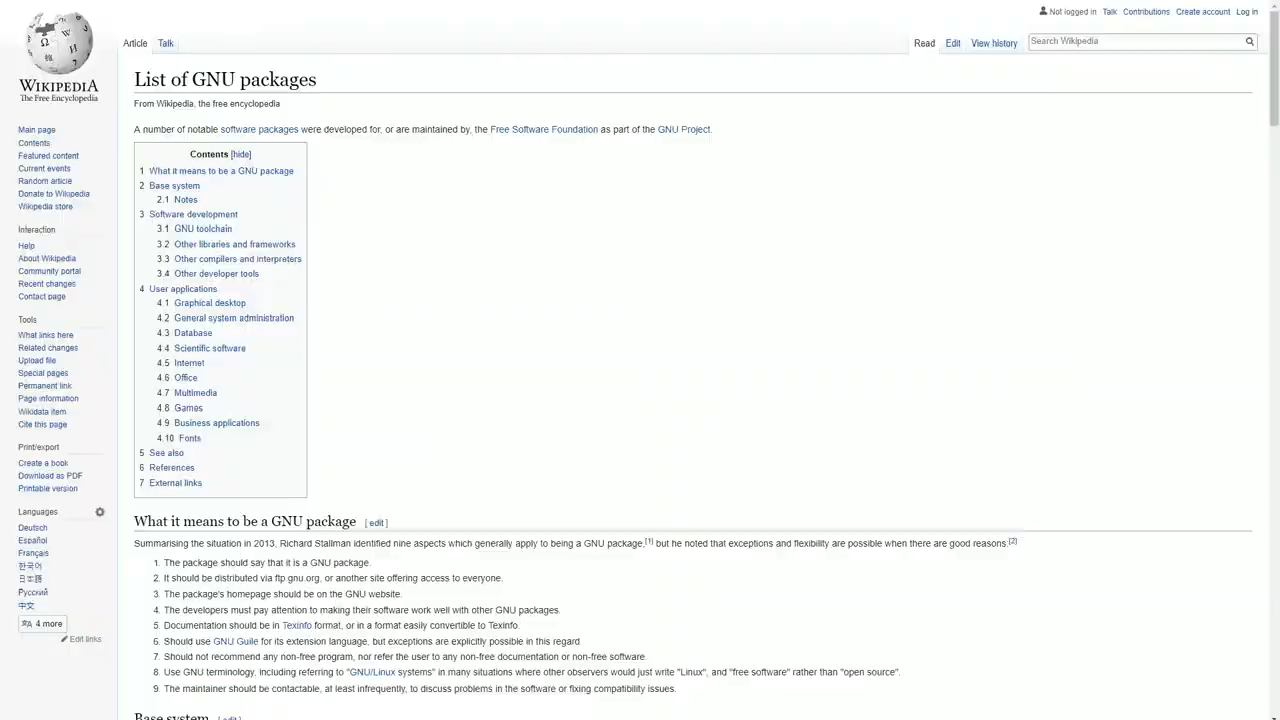 Not logged in Talk Contributions Create account Log in
Article Talk Read Edit View history Search Wikipedia
WIKIPEDIA
The Free Encyclopedia
Main page
Contents
Featured content
Current events
Random article
Donate to Wikipedia
Wikipedia store
Interaction
Help
About Wikipedia
Community portal
Recent changes
Contact page
Tools
What links here
Related changes
Upload file
Special pages
Permanent link
Page information
Wikidata item
Cite this page
Print/export
Create a book
Download as PDF
Printable version
Languages
Deutsch
Español
Français
한국어
日本語
Русский
中文
4 more
Edit links
List of GNU packages
From Wikipedia, the free encyclopedia
A number of notable software packages were developed for, or are maintained by, the Free Software Foundation as part of the GNU Project.
Contents [hide]
1 What it means to be a GNU package
2 Base system
2.1 Notes
3 Software development
3.1 GNU toolchain
3.2 Other libraries and frameworks
3.3 Other compilers and interpreters
3.4 Other developer tools
4 User applications
4.1 Graphical desktop
4.2 General system administration
4.3 Database
4.4 Scientific software
4.5 Internet
4.6 Office
4.7 Multimedia
4.8 Games
4.9 Business applications
4.10 Fonts
5 See also
6 References
7 External links
What it means to be a GNU package [ edit ]
Summarising the situation in 2013, Richard Stallman identified nine aspects which generally apply to being a GNU package,[1] but he noted that exceptions and flexibility are possible when there are good reasons:[2]
1. The package should say that it is a GNU package.
2. It should be distributed via ftp.gnu.org, or another site offering access to everyone.
3. The package's homepage should be on the GNU website.
4. The developers must pay attention to making their software work well with other GNU packages.
5. Documentation should be in Texinfo format, or in a format easily convertible to Texinfo.
6. Should use GNU Guile for its extension language, but exceptions are explicitly possible in this regard.
7. Should not recommend any non-free program, nor refer the user to any non-free documentation or non-free software.
8. Use GNU terminology, including referring to "GNU/Linux systems" in many situations where other observers would just write "Linux", and "free software" rather than "open source".
9. The maintainer should be contactable, at least infrequently, to discuss problems in the software or fixing compatibility issues.
Base system [ edit ]